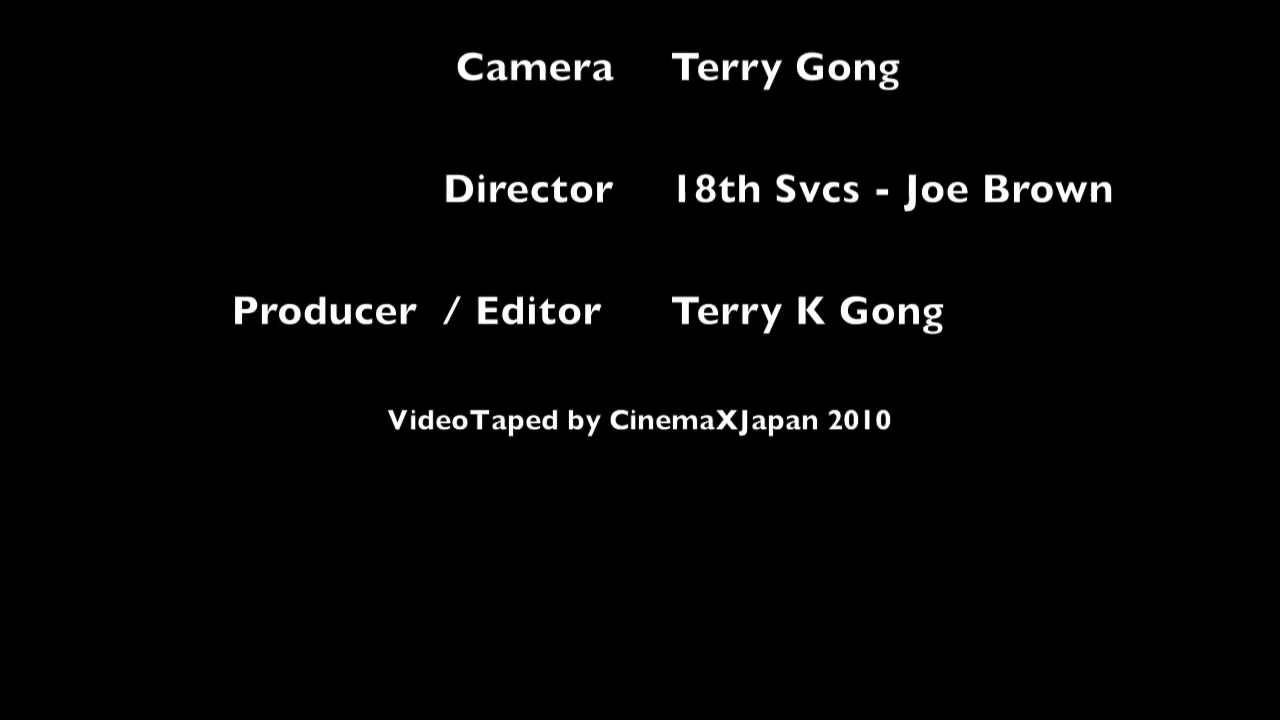 Camera Terry Gong
Director 18th Svcs - Joe Brown
Producer / Editor Terry K Gong
VideoTaped by CinemaXJapan 2010